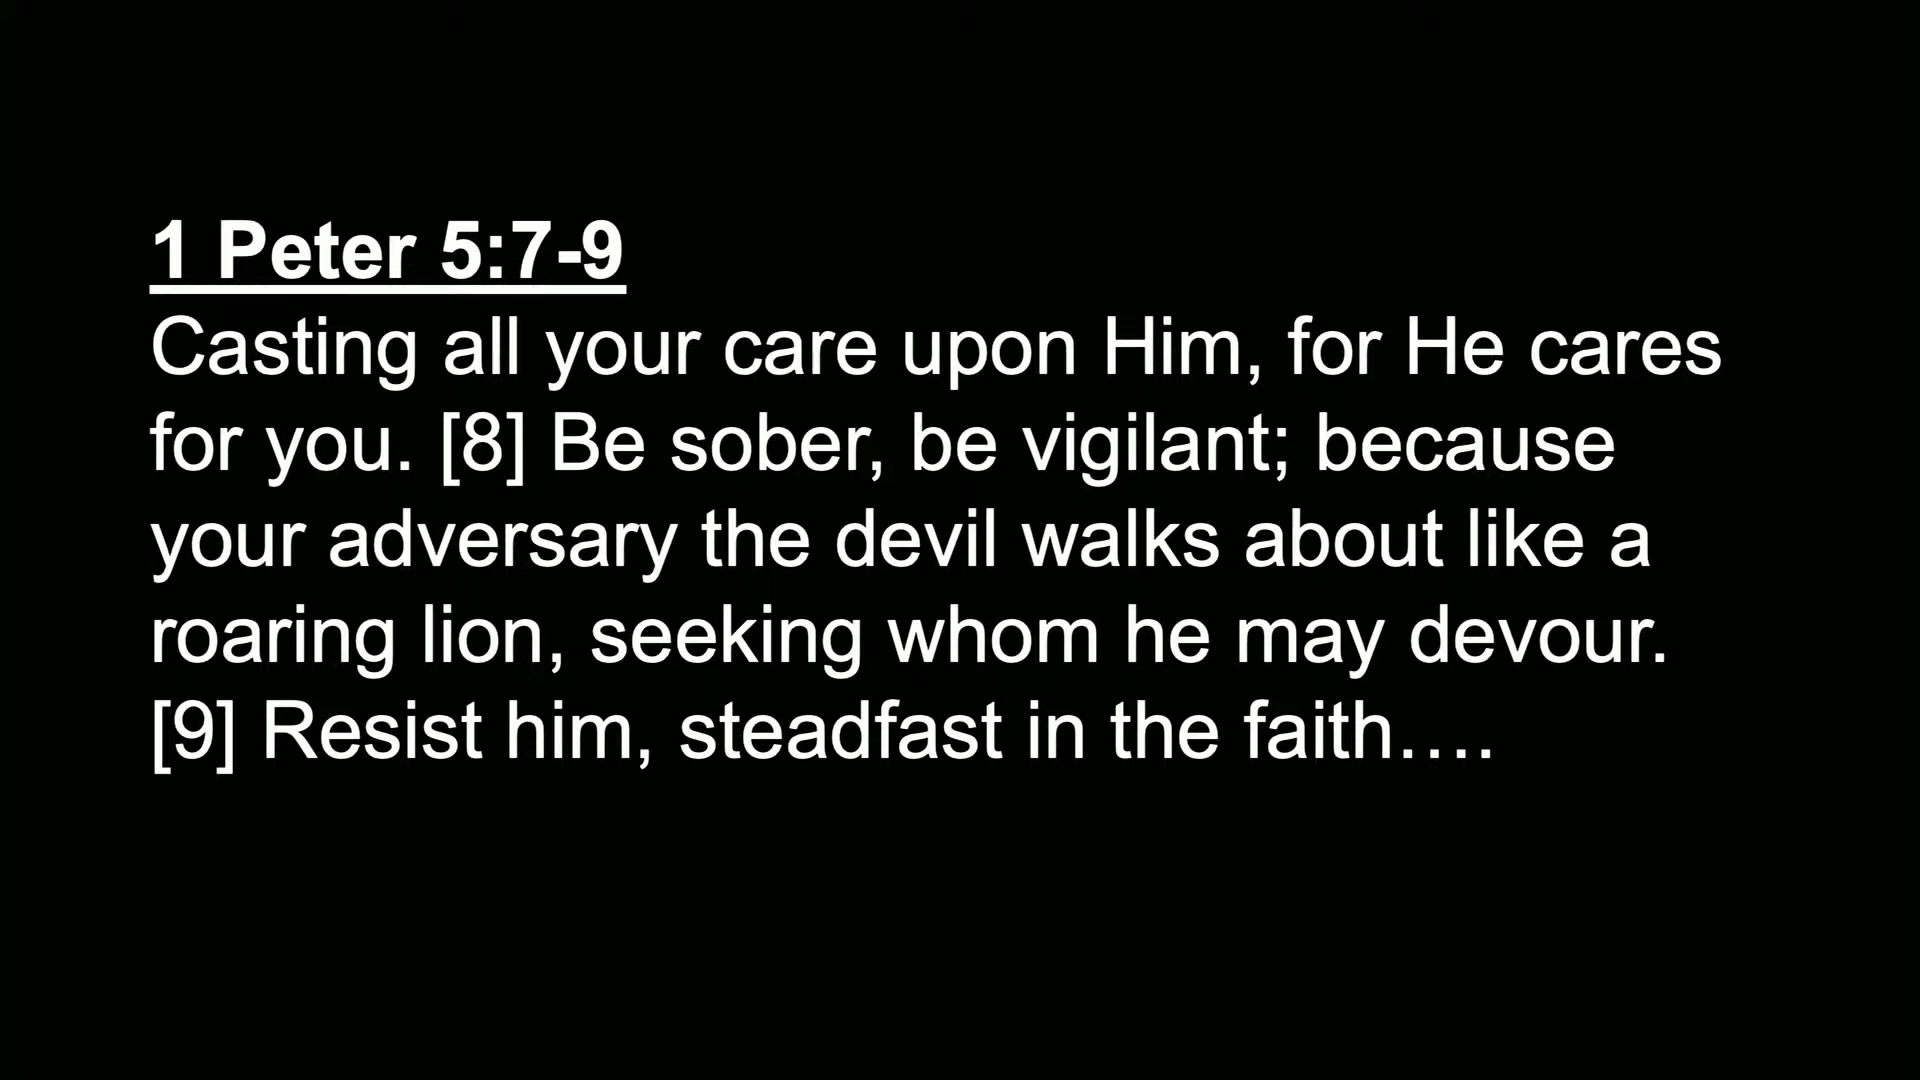 1 Peter 5:7-9
Casting all your care upon Him, for He cares
for you. [8] Be sober, be vigilant; because
your adversary the devil walks about like a
roaring lion, seeking whom he may devour.
[9] Resist him, steadfast in the faith….